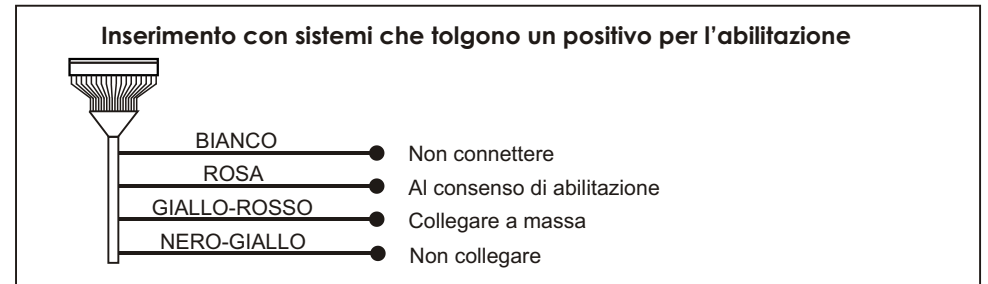 Inserimento con sistemi che tolgono un positivo per l'abilitazione
BIANCO Non connettere
ROSA Al consenso di abilitazione
GIALLO-ROSSO Collegare a massa
NERO-GIALLO Non collegare